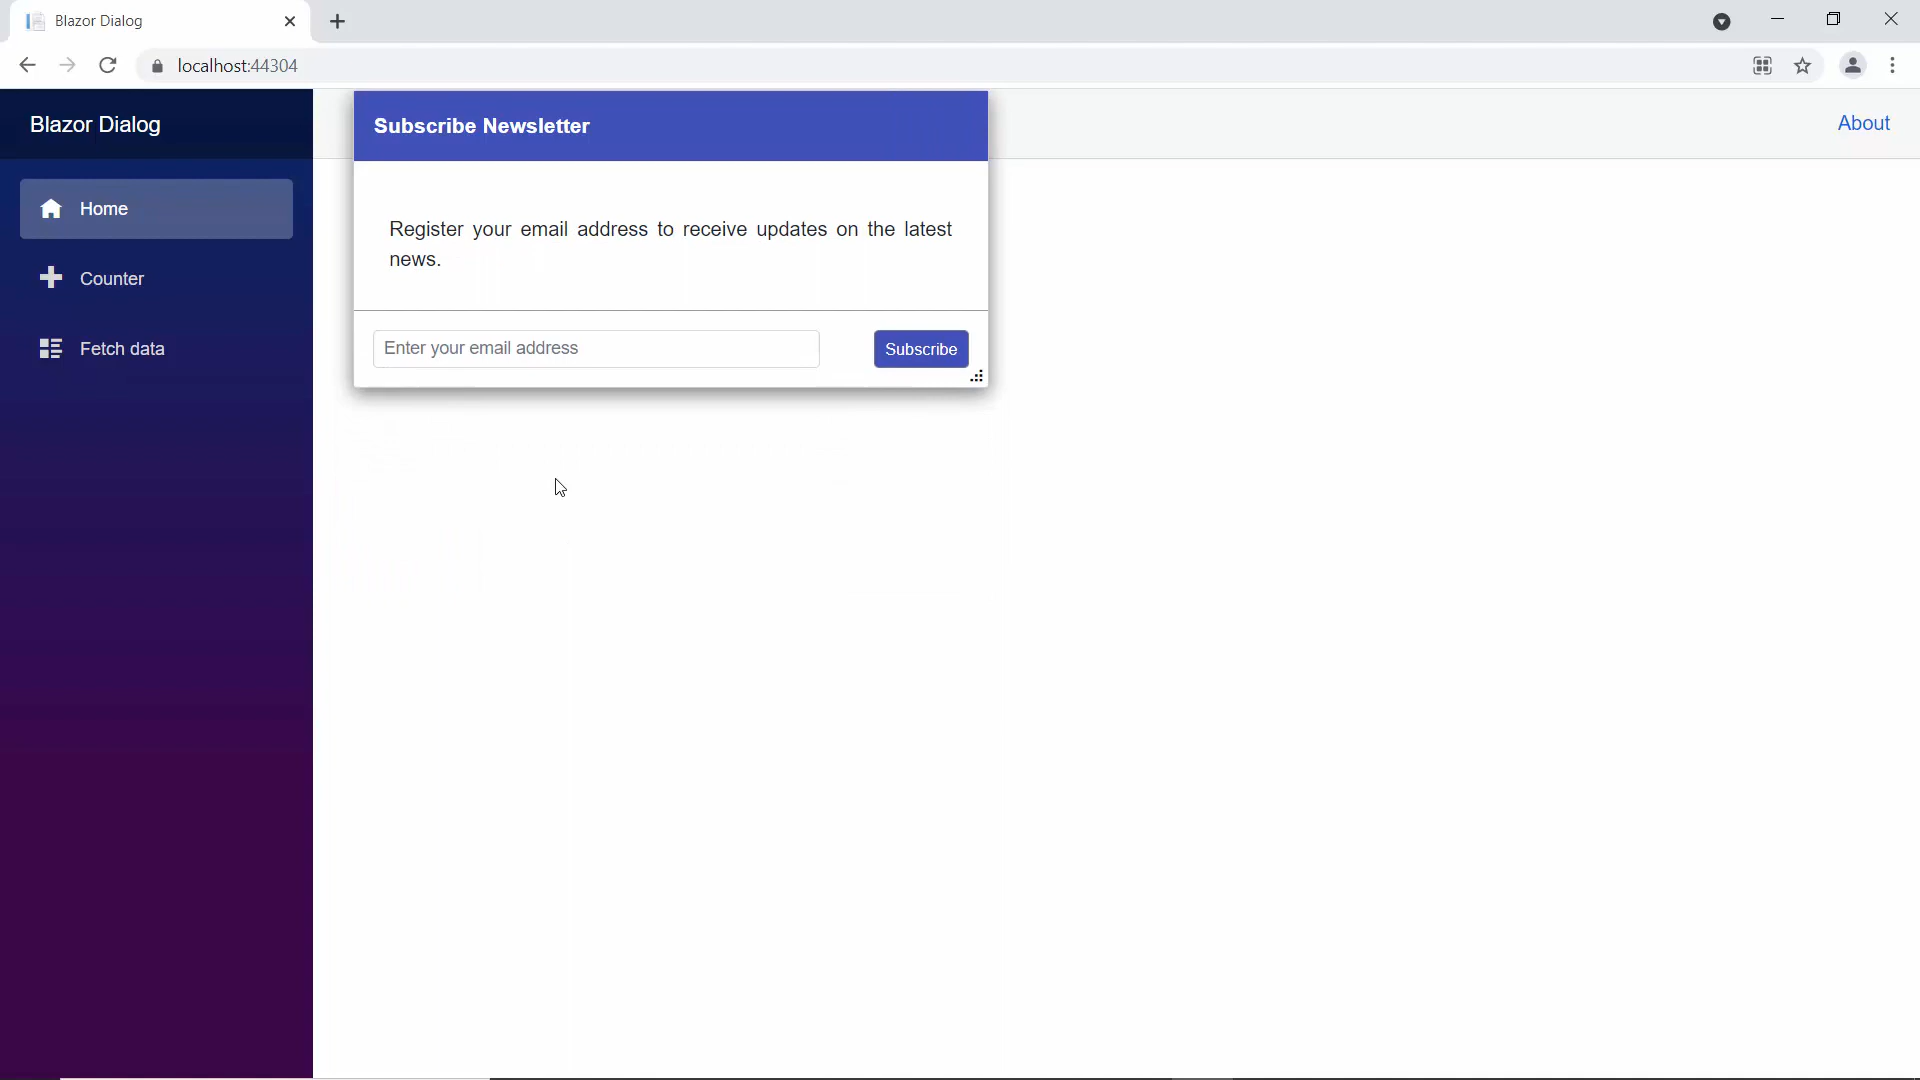 Blazor Dialog
localhost:44304
Blazor Dialog
Subscribe Newsletter
About
Home
Register your email address to receive updates on the latest
news.
Counter
Enter your email address
Subscribe
Fetch data